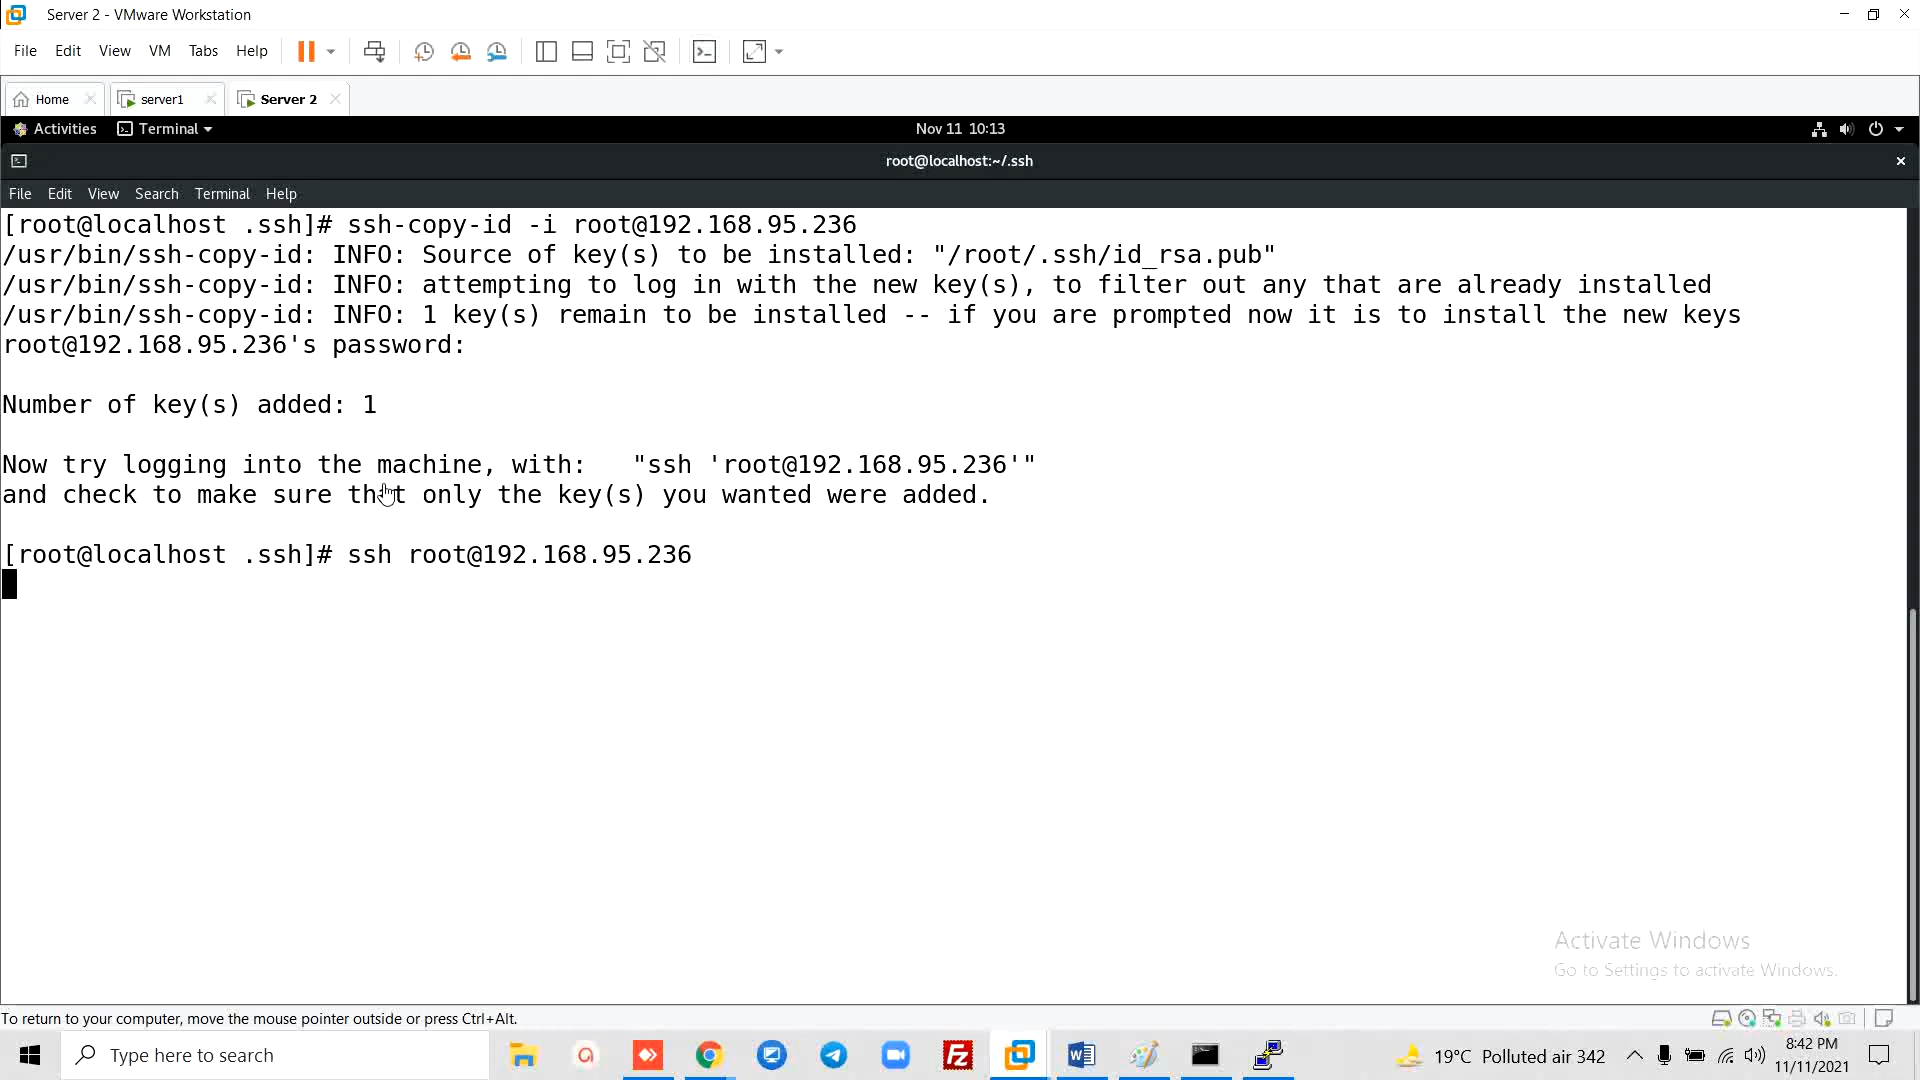 Server 2 - VMware Workstation
File Edit View VM Tabs Help
Home server1 Server 2
Activities Terminal Nov 11 10:13
root@localhost:~/.ssh
File Edit View Search Terminal Help
[root@localhost .ssh]# ssh-copy-id -i root@192.168.95.236
/usr/bin/ssh-copy-id: INFO: Source of key(s) to be installed: "/root/.ssh/id_rsa.pub"
/usr/bin/ssh-copy-id: INFO: attempting to log in with the new key(s), to filter out any that are already installed
/usr/bin/ssh-copy-id: INFO: 1 key(s) remain to be installed -- if you are prompted now it is to install the new keys
root@192.168.95.236's password:
Number of key(s) added: 1
Now try logging into the machine, with:   "ssh 'root@192.168.95.236'"
and check to make sure that only the key(s) you wanted were added.
[root@localhost .ssh]# ssh root@192.168.95.236
Activate Windows
Go to Settings to activate Windows.
To return to your computer, move the mouse pointer outside or press Ctrl+Alt.
Type here to search
19°C Polluted air 342
8:42 PM
11/11/2021